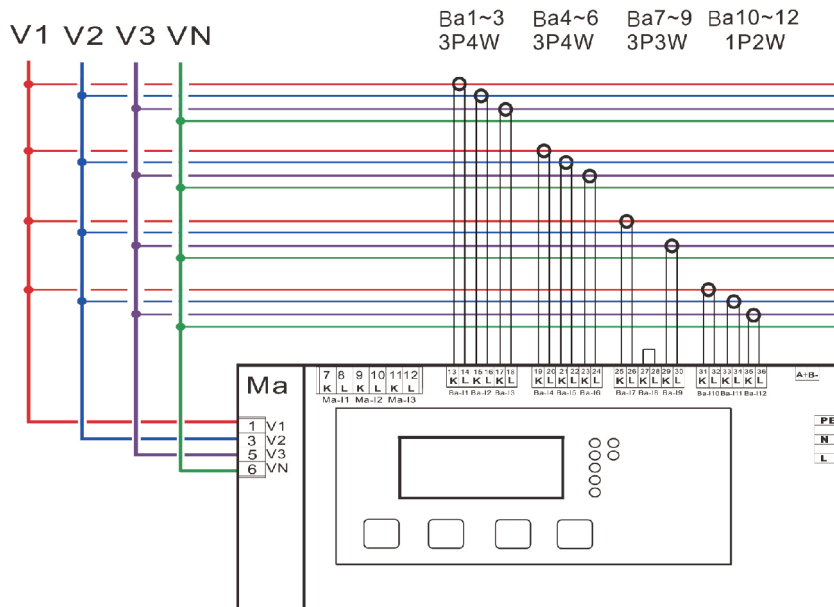 V1 V2 V3 VN
Ba1~3 Ba4~6 Ba7~9 Ba10~12
3P4W 3P4W 3P3W 1P2W
Ma
7 8 9 10 11 12
K L K L K L
Ma-I1 Ma-I2 Ma-I3
13 14 15 16 17 18
K L K L K L
Ba-I1 Ba-I2 Ba-I3
19 20 21 22 23 24
K L K L K L
Ba-I4 Ba-I5 Ba-I6
25 26 27 28 29 30
K L K L K L
Ba-I7 Ba-I8 Ba-I9
31 32 33 31 35 36
K L K L K L
Ba-I10 Ba-I11 Ba-I12
A+B-
1 V1
3 V2
5 V3
6 VN
PE
N
L